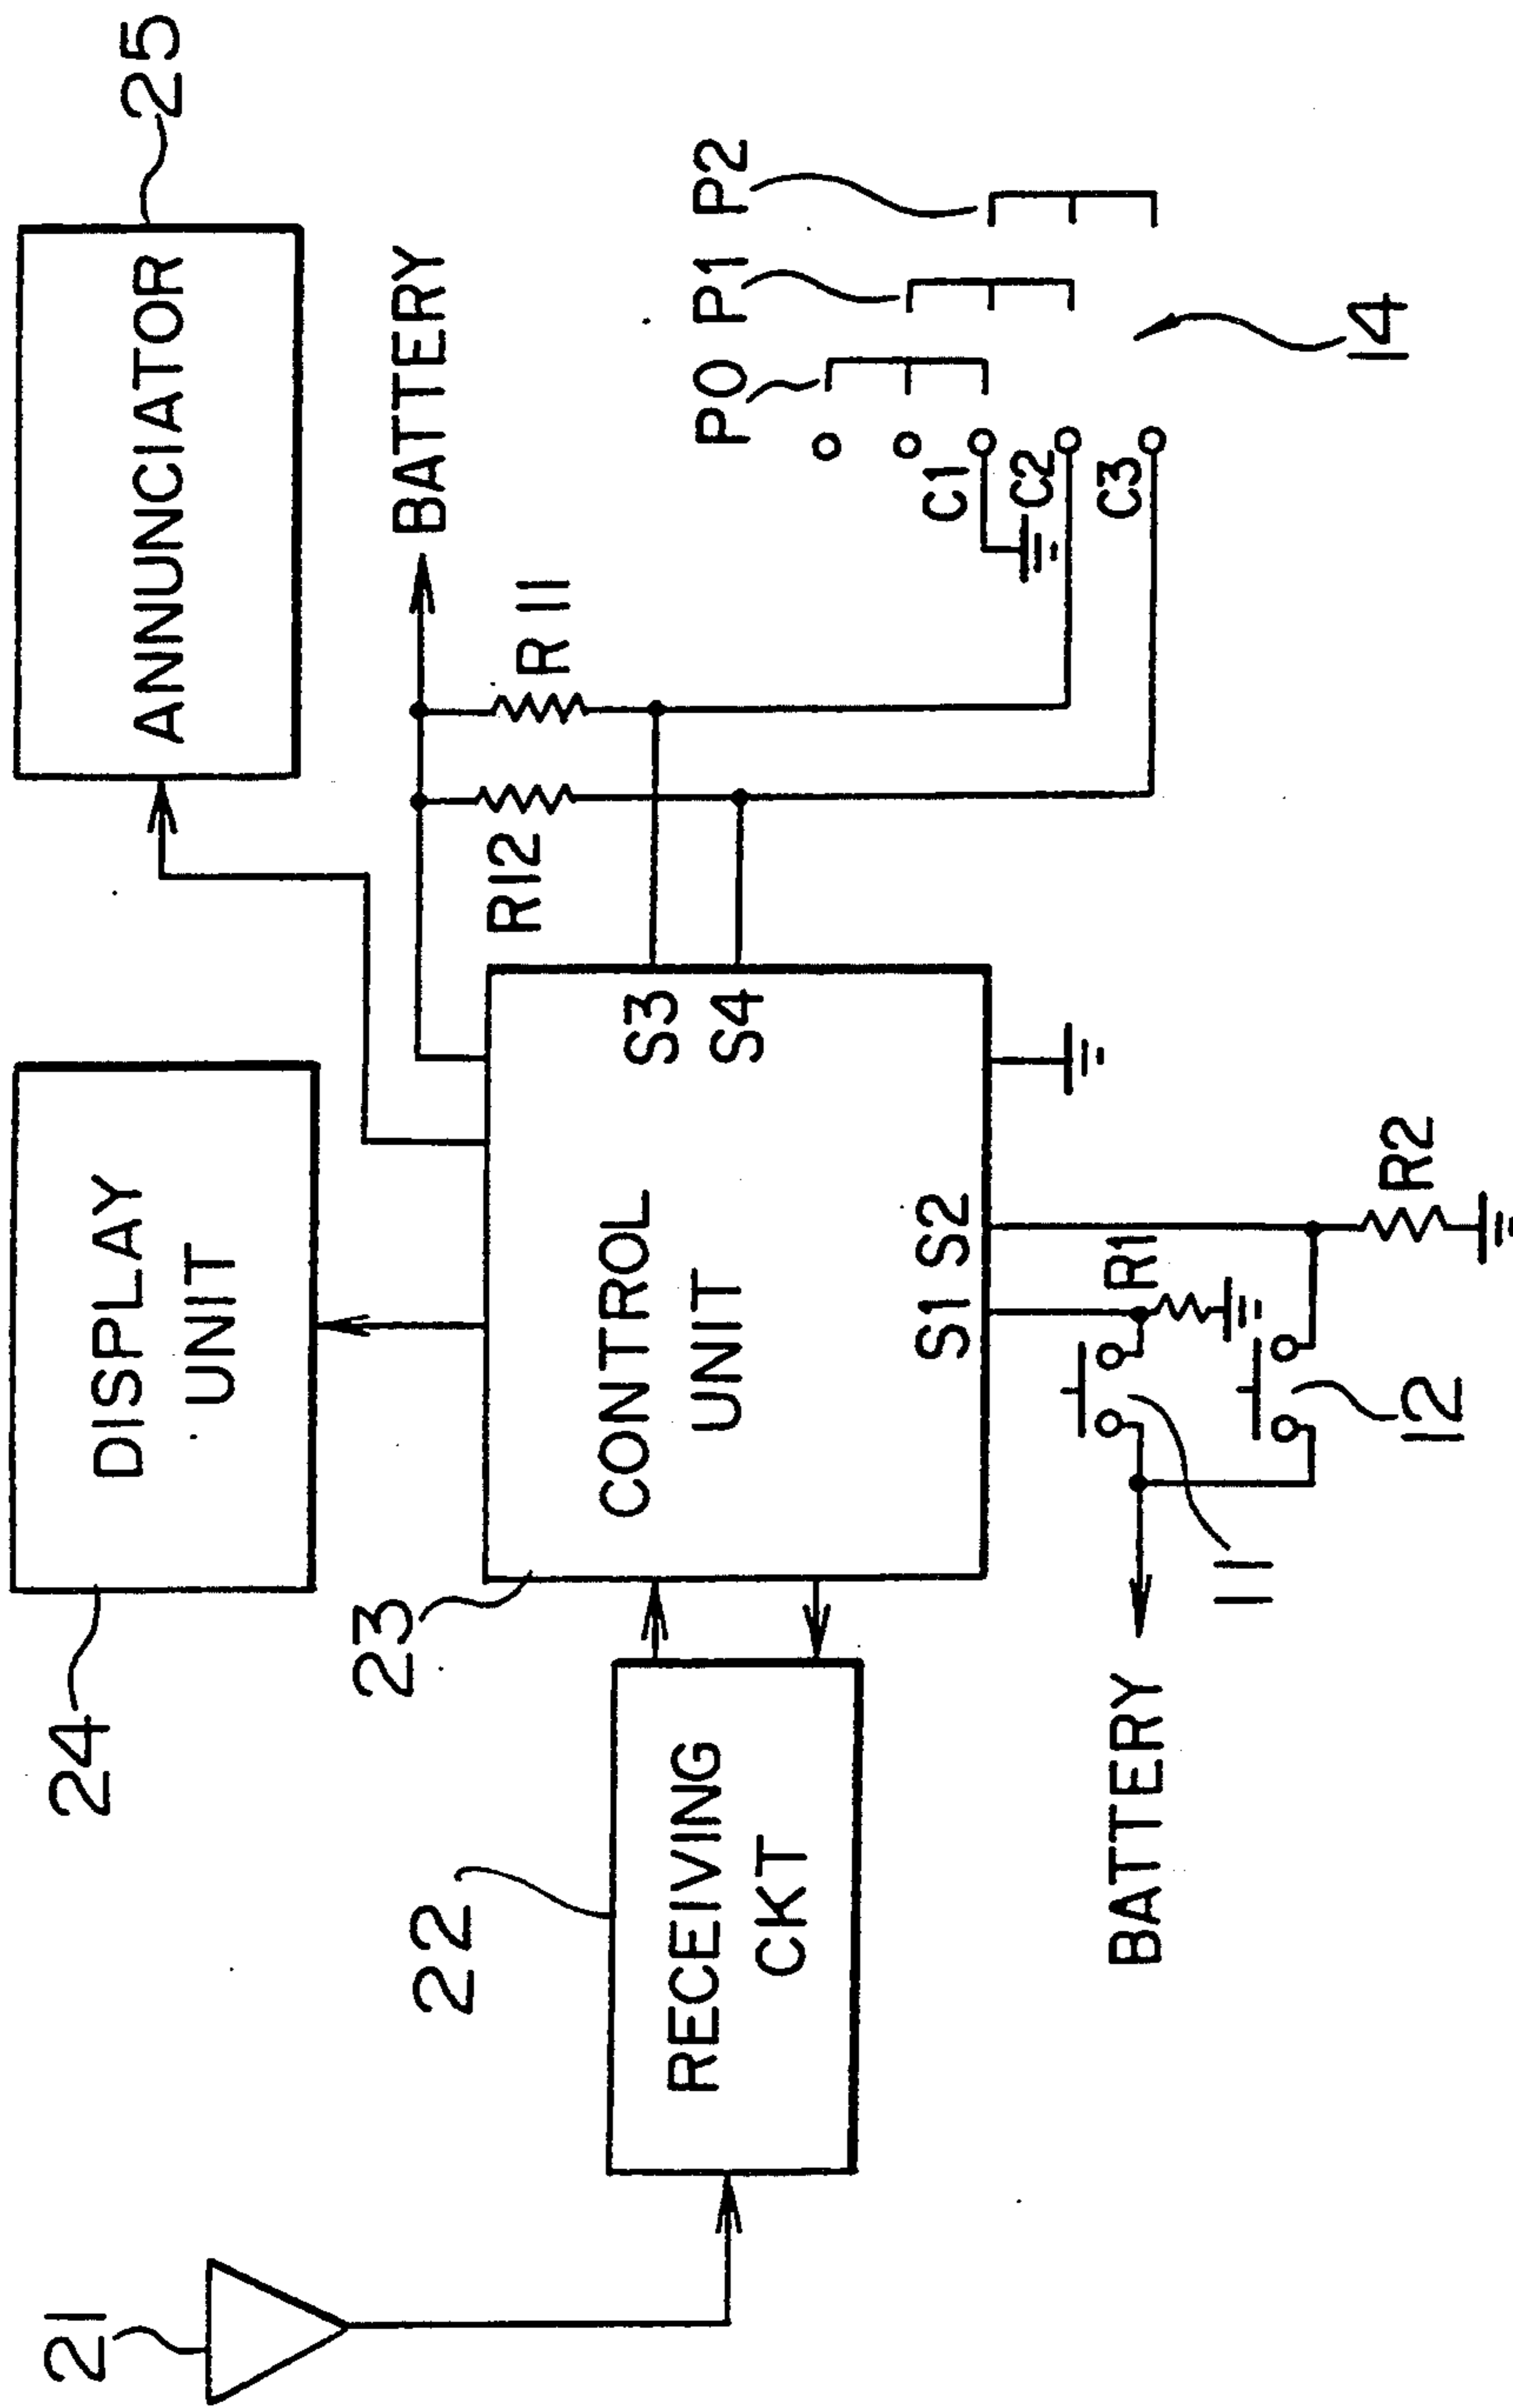 21
24
DISPLAY
UNIT
ANNUNCIATOR
25
22
RECEIVING
CKT
23
CONTROL
UNIT
S3
S4
S1
S2
R12
R11
BATTERY
P0
P1
P2
C1
C2
C3
14
BATTERY
11
12
R1
R2